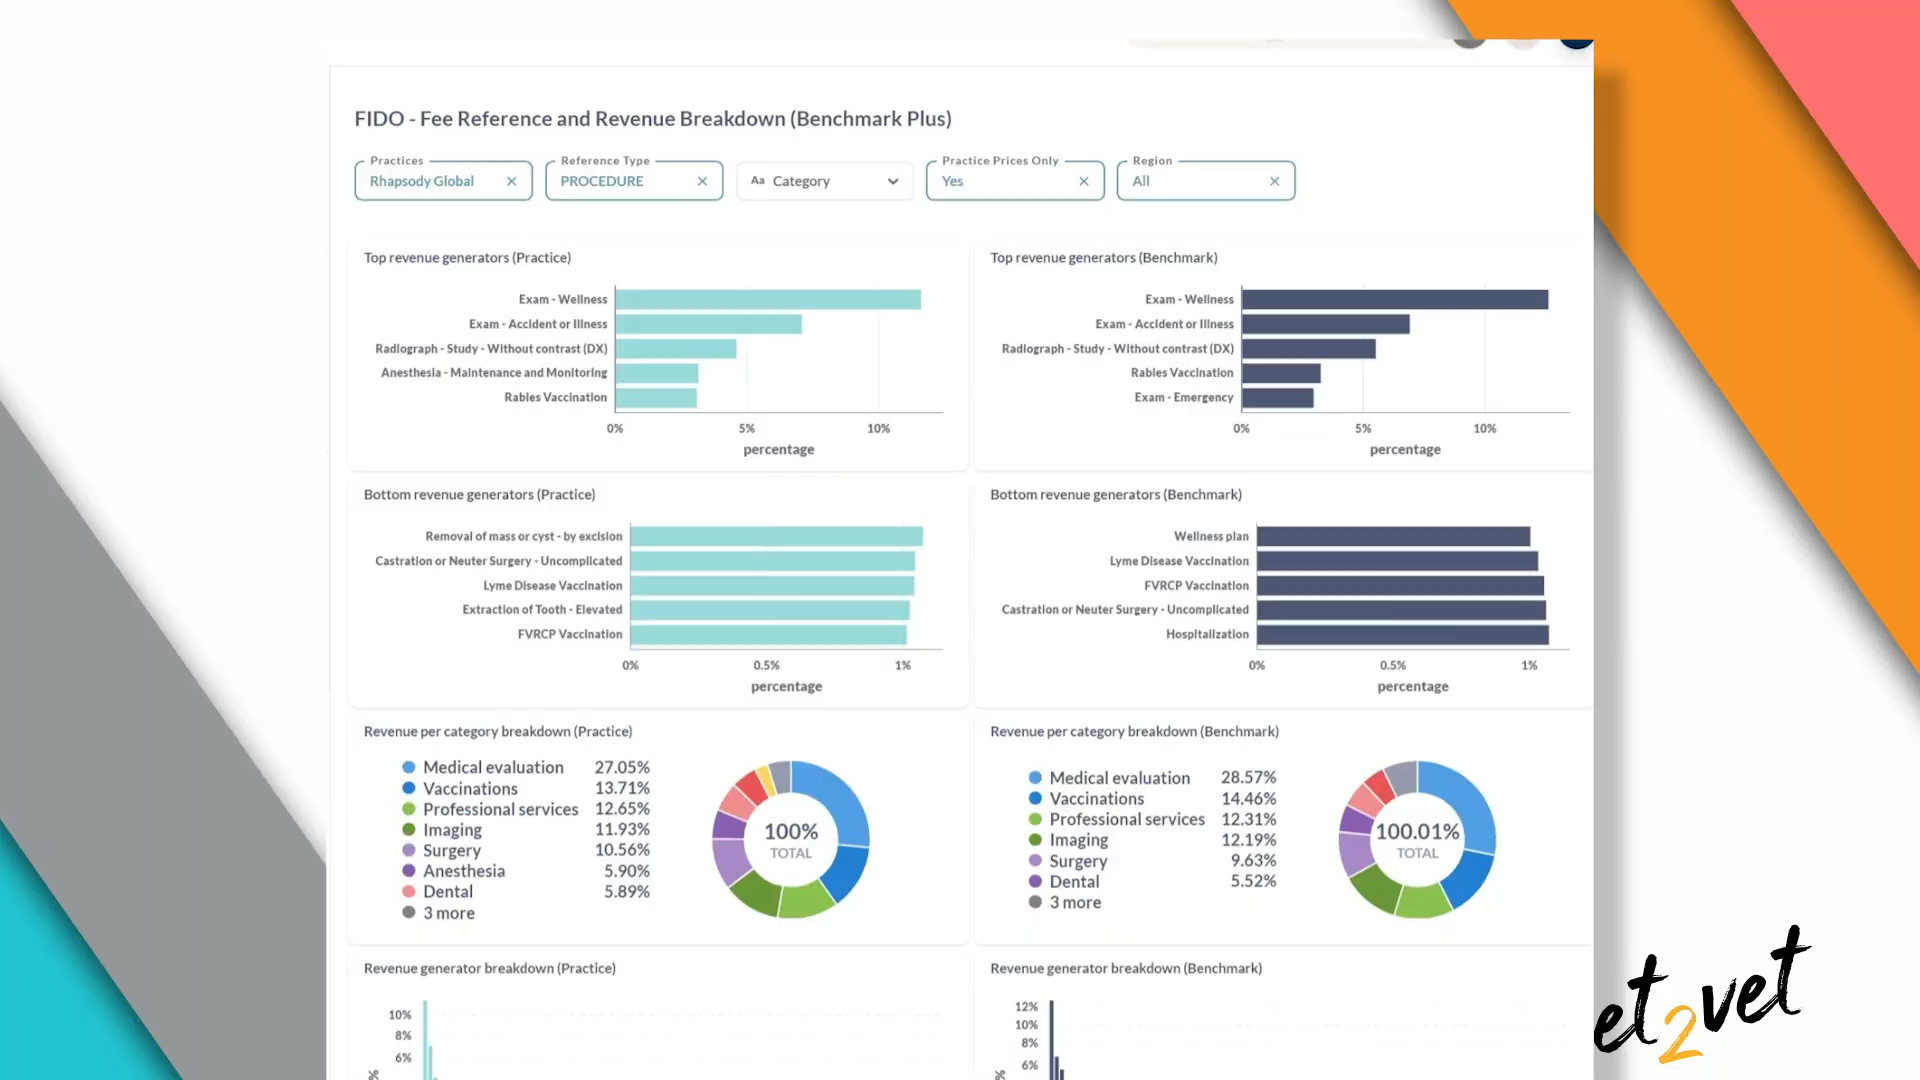 FIDO - Fee Reference and Revenue Breakdown (Benchmark Plus)
Practices
Rhapsody Global
Reference Type
PROCEDURE
Aa Category
Practice Prices Only
Yes
Region
All
Top revenue generators (Practice)
Exam - Wellness
Exam - Accident or Illness
Radiograph - Study - Without contrast (DX)
Anesthesia - Maintenance and Monitoring
Rabies Vaccination
0% 5% 10%
percentage
Top revenue generators (Benchmark)
Exam - Wellness
Exam - Accident or Illness
Radiograph - Study - Without contrast (DX)
Rabies Vaccination
Exam - Emergency
0% 5% 10%
percentage
Bottom revenue generators (Practice)
Removal of mass or cyst - by excision
Castration or Neuter Surgery - Uncomplicated
Lyme Disease Vaccination
Extraction of Tooth - Elevated
FVRCP Vaccination
0% 0.5% 1%
percentage
Bottom revenue generators (Benchmark)
Wellness plan
Lyme Disease Vaccination
FVRCP Vaccination
Castration or Neuter Surgery - Uncomplicated
Hospitalization
0% 0.5% 1%
percentage
Revenue per category breakdown (Practice)
Medical evaluation 27.05%
Vaccinations 13.71%
Professional services 12.65%
Imaging 11.93%
Surgery 10.56%
Anesthesia 5.90%
Dental 5.89%
3 more
100%
TOTAL
Revenue per category breakdown (Benchmark)
Medical evaluation 28.57%
Vaccinations 14.46%
Professional services 12.31%
Imaging 12.19%
Surgery 9.63%
Dental 5.52%
3 more
100.01%
TOTAL
Revenue generator breakdown (Practice)
10%
8%
6%
%
Revenue generator breakdown (Benchmark)
12%
10%
8%
6%
%
et2vet